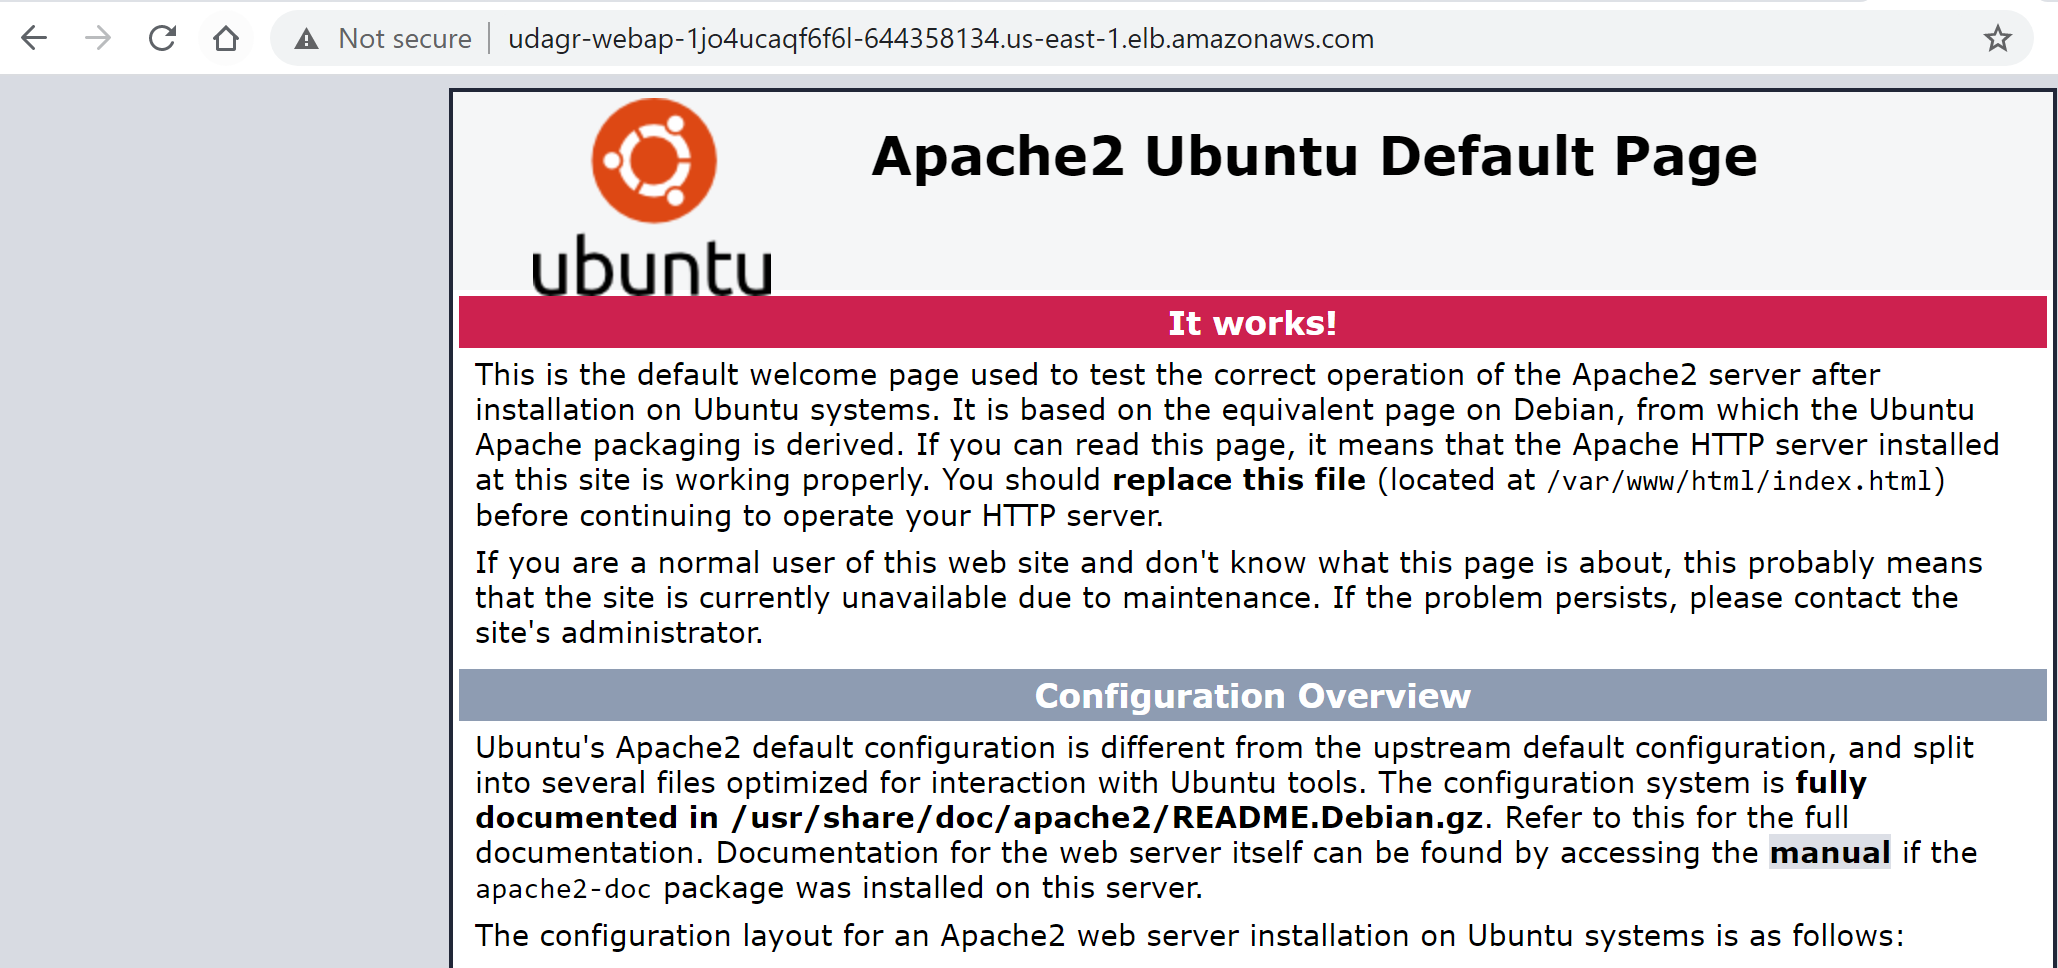 Not secure udagr-webap-1jo4ucaqf6f6l-644358134.us-east-1.elb.amazonaws.com
ubuntu
Apache2 Ubuntu Default Page
It works!
This is the default welcome page used to test the correct operation of the Apache2 server after
installation on Ubuntu systems. It is based on the equivalent page on Debian, from which the Ubuntu
Apache packaging is derived. If you can read this page, it means that the Apache HTTP server installed
at this site is working properly. You should replace this file (located at /var/www/html/index.html)
before continuing to operate your HTTP server.
If you are a normal user of this web site and don't know what this page is about, this probably means
that the site is currently unavailable due to maintenance. If the problem persists, please contact the
site's administrator.
Configuration Overview
Ubuntu's Apache2 default configuration is different from the upstream default configuration, and split
into several files optimized for interaction with Ubuntu tools. The configuration system is fully
documented in /usr/share/doc/apache2/README.Debian.gz. Refer to this for the full
documentation. Documentation for the web server itself can be found by accessing the manual if the
apache2-doc package was installed on this server.
The configuration layout for an Apache2 web server installation on Ubuntu systems is as follows: